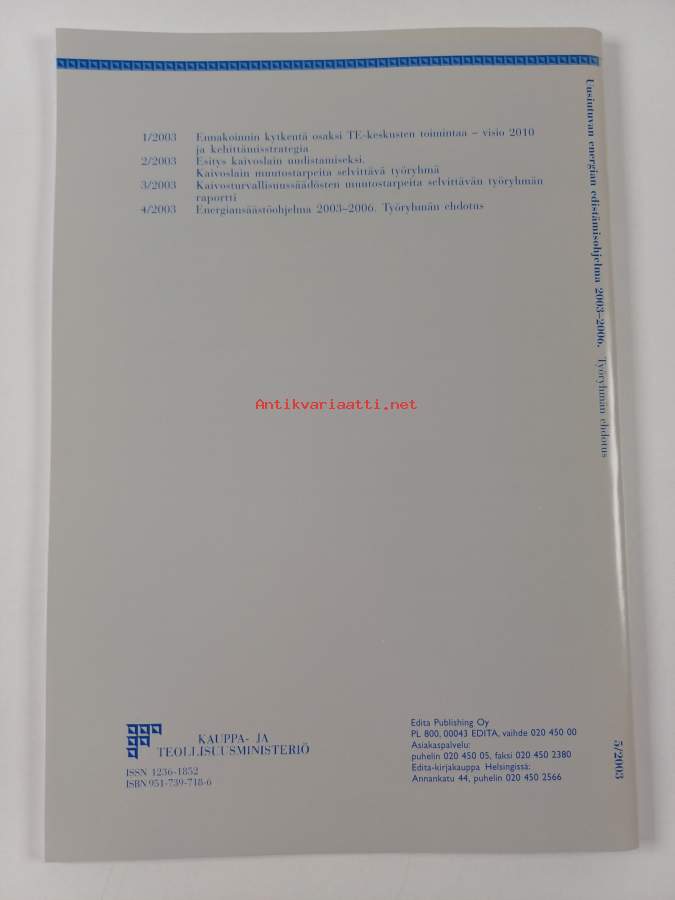 1/2003 Ennakoinnin kytkentä osaksi TE-keskusten toimintaa – visio 2010
ja kehittämisstrategia
2/2003 Esitys kaivoslain uudistamiseksi.
Kaivoslain muutostarpeita selvittävä työryhmä
3/2003 Kaivosturvallisuussäädösten muutostarpeita selvittävän työryhmän
raportti
4/2003 Energiansäästöohjelma 2003–2006. Työryhmän ehdotus
Uusiutuvan energian edistämisohjelma 2003–2006. Työryhmän ehdotus
5/2003
Antikvariaatti.net
KAUPPA- JA
TEOLLISUUSMINISTERIÖ
ISSN 1236-1852
ISBN 951-739-718-6
Edita Publishing Oy
PL 800, 00043 EDITA, vaihde 020 450 00
Asiakaspalvelu:
puhelin 020 450 05, faksi 020 450 2380
Edita-kirjakauppa Helsingissä:
Annankatu 44, puhelin 020 450 2566